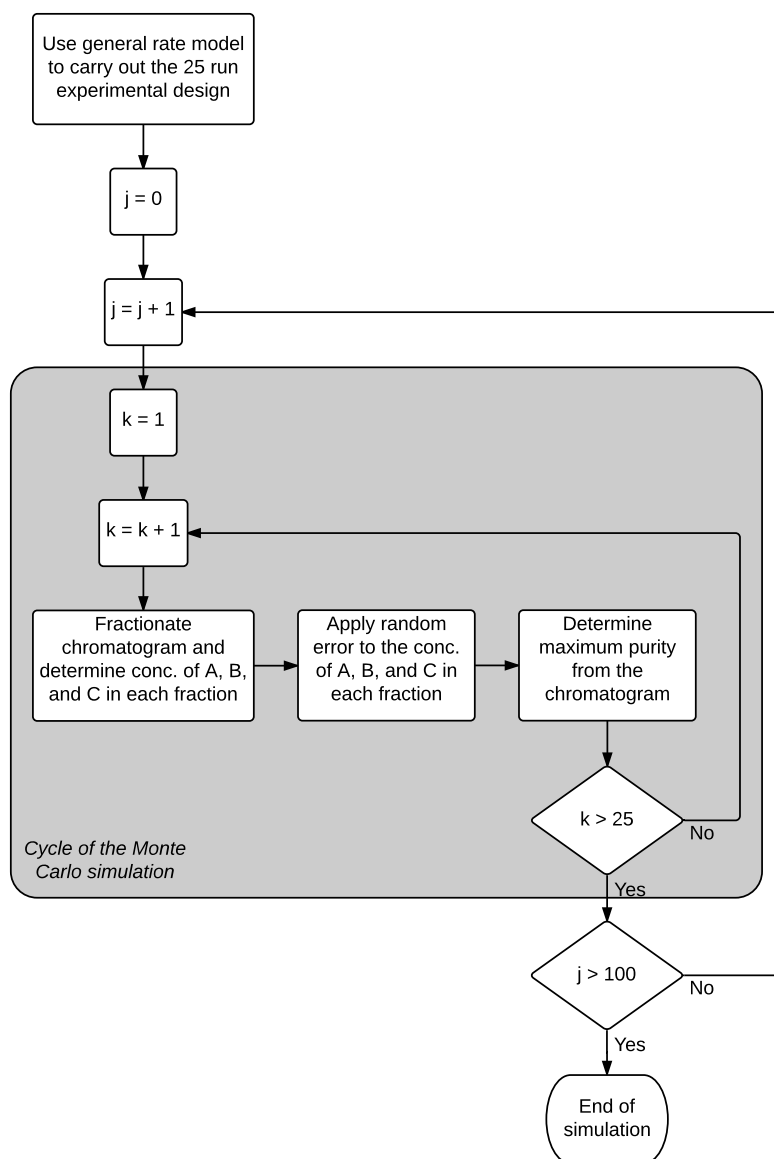 Use general rate model
to carry out the 25 run
experimental design
j = 0
j = j + 1
k = 1
k = k + 1
Fractionate
chromatogram and
determine conc. of A, B,
and C in each fraction
Apply random
error to the conc.
of A, B, and C in
each fraction
Determine
maximum purity
from the
chromatogram
k > 25
No
Cycle of the Monte
Carlo simulation
Yes
j > 100
No
Yes
End of
simulation